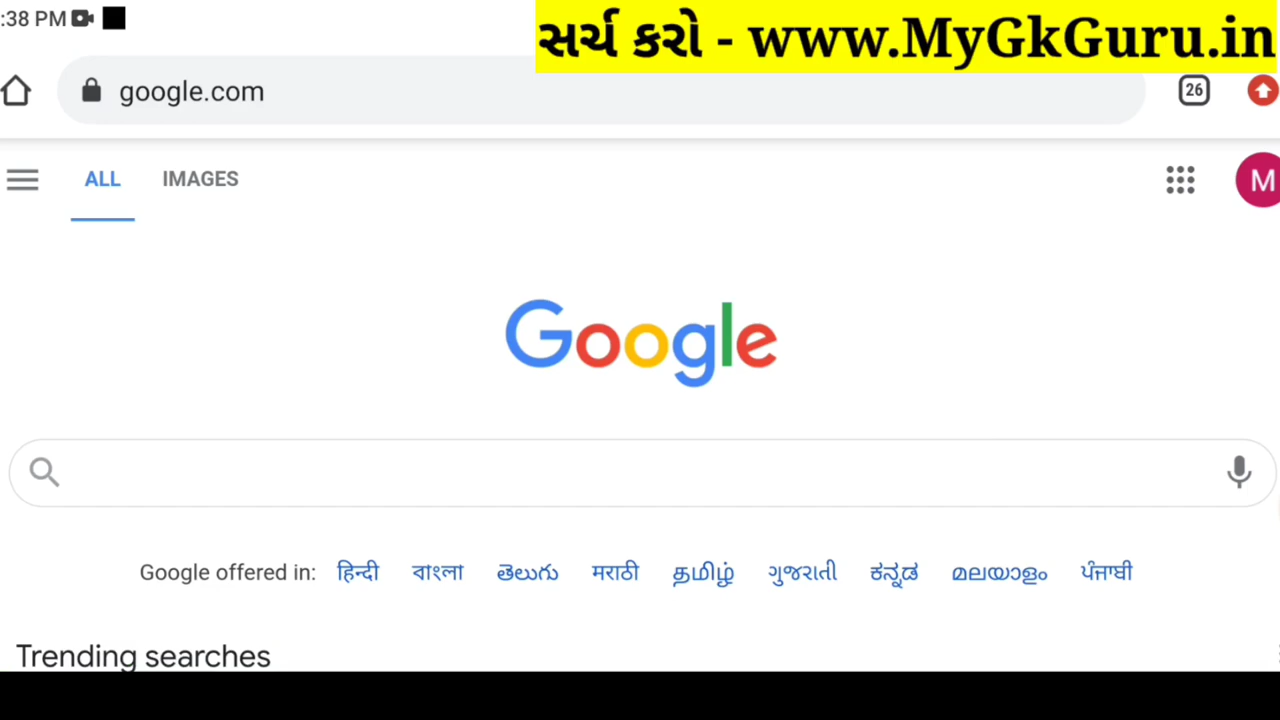 :38 PM
સર્ચ કરો - www.MyGkGuru.in
google.com
26
ALL IMAGES
M
Google
Google offered in: हिन्दी বাংলা తెలుగు मराठी தமிழ் ગુજરાતી ಕನ್ನಡ മലയാളം ਪੰਜਾਬੀ
Trending searches